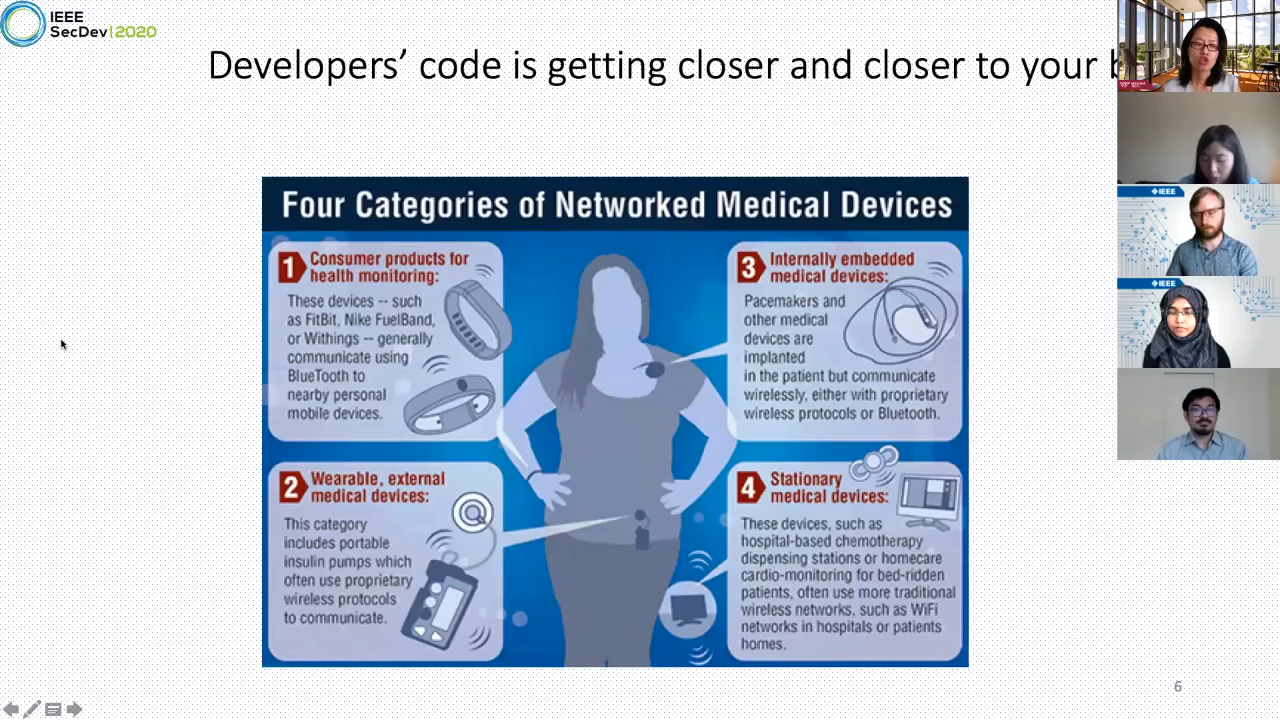 IEEE
SecDev|2020
Developers’ code is getting closer and closer to your
Four Categories of Networked Medical Devices
1 Consumer products for
health monitoring:
These devices -- such
as FitBit, Nike FuelBand,
or Withings -- generally
communicate using
BlueTooth to
nearby personal
mobile devices.
2 Wearable, external
medical devices:
This category
includes portable
insulin pumps which
often use proprietary
wireless protocols
to communicate.
3 Internally embedded
medical devices:
Pacemakers and
other medical
devices are
implanted
in the patient but communicate
wirelessly, either with proprietary
wireless protocols or Bluetooth.
4 Stationary
medical devices:
These devices, such as
hospital-based chemotherapy
dispensing stations or homecare
cardio-monitoring for bed-ridden
patients, often use more traditional
wireless networks, such as WiFi
networks in hospitals or patients
homes.
6
IEEE
IEEE